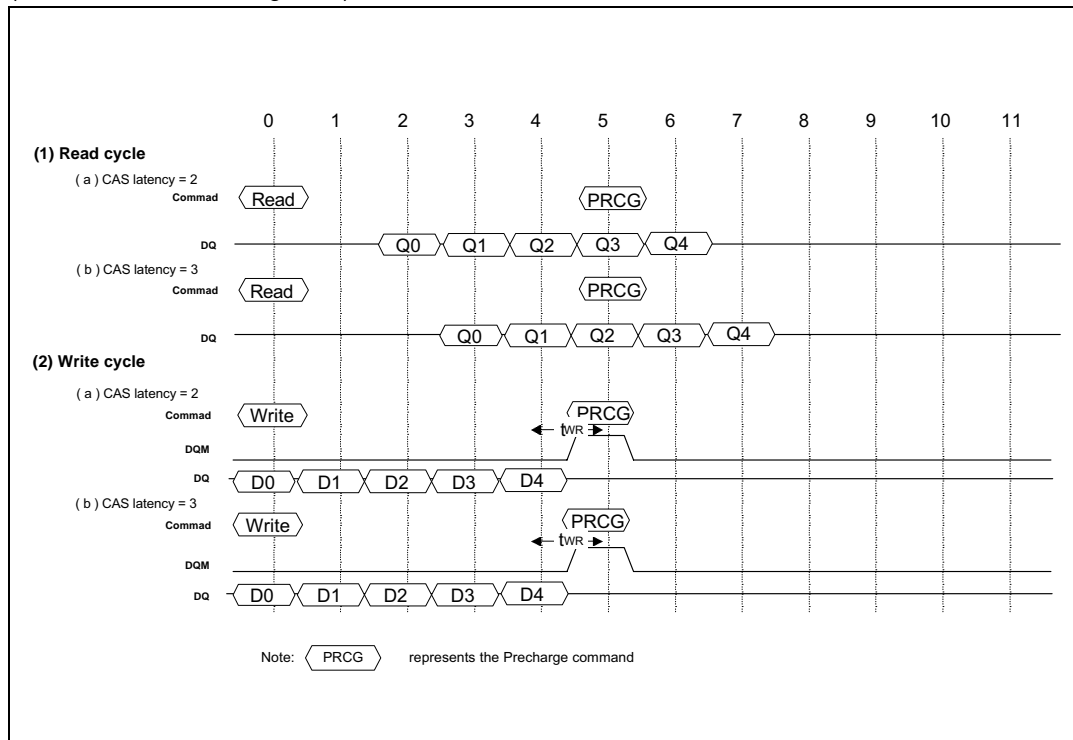 0 1 2 3 4 5 6 7 8 9 10 11
(1) Read cycle
( a ) CAS latency = 2
Commad Read PRCG
DQ Q0 Q1 Q2 Q3 Q4
( b ) CAS latency = 3
Commad Read PRCG
DQ Q0 Q1 Q2 Q3 Q4
(2) Write cycle
( a ) CAS latency = 2
Commad Write PRCG
tWR
DQM
DQ D0 D1 D2 D3 D4
( b ) CAS latency = 3
Commad Write PRCG
tWR
DQM
DQ D0 D1 D2 D3 D4
Note: PRCG represents the Precharge command